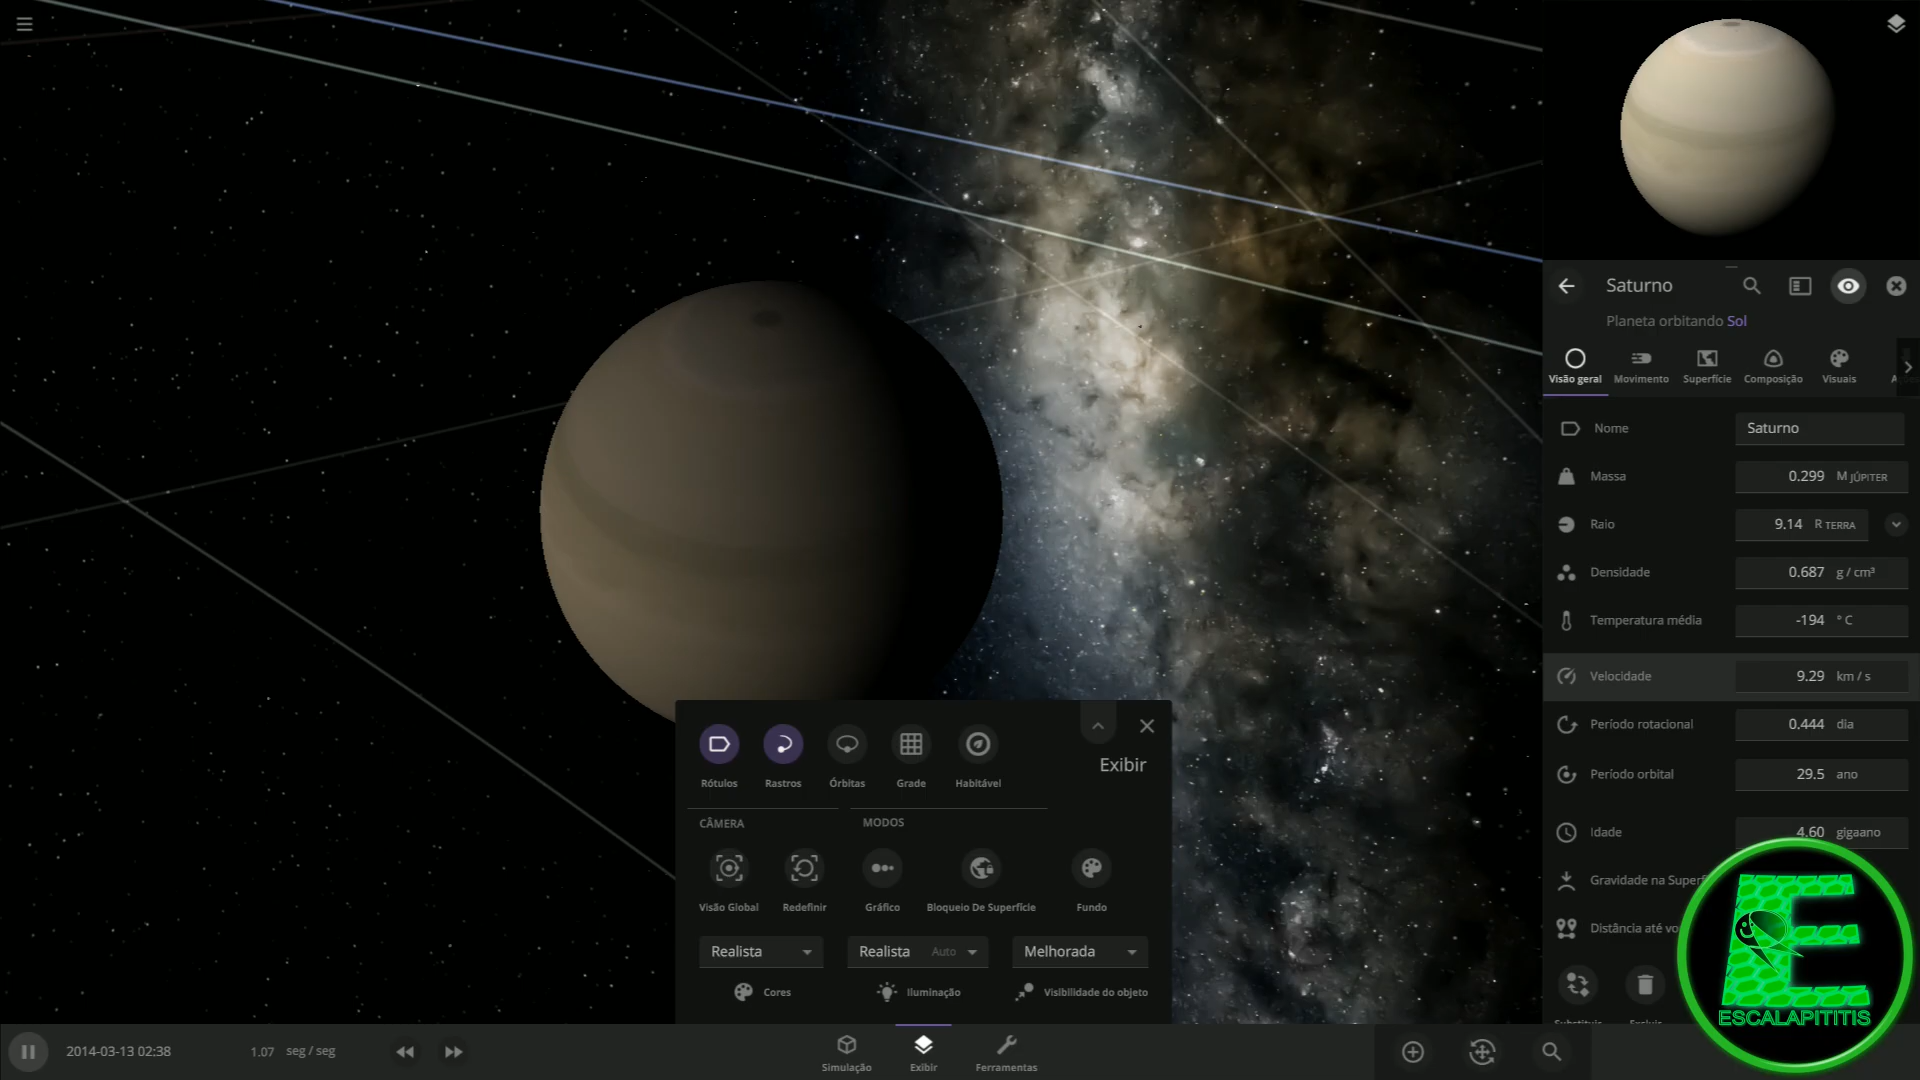 Saturno
Planeta orbitando Sol
Visão geral
Movimento
Superfície
Composição
Visuais
Nome
Saturno
Massa
0.299 M JÚPITER
Raio
9.14 R TERRA
Densidade
0.687 g / cm³
Temperatura média
-194 ° C
Velocidade
9.29 km / s
Período rotacional
0.444 dia
Período orbital
29.5 ano
Idade
4.60 gigaano
Gravidade na
Distância até
Exibir
Rótulos
Rastros
Órbitas
Grade
Habitável
CÂMERA
MODOS
Visão Global
Redefinir
Gráfico
Bloqueio De Superfície
Fundo
Realista
Realista Auto
Melhorada
Cores
Iluminação
Visibilidade do objeto
2014-03-13 02:38
1.07 seg / seg
Simulação
Exibir
Ferramentas
E
ESCALAPITITIS